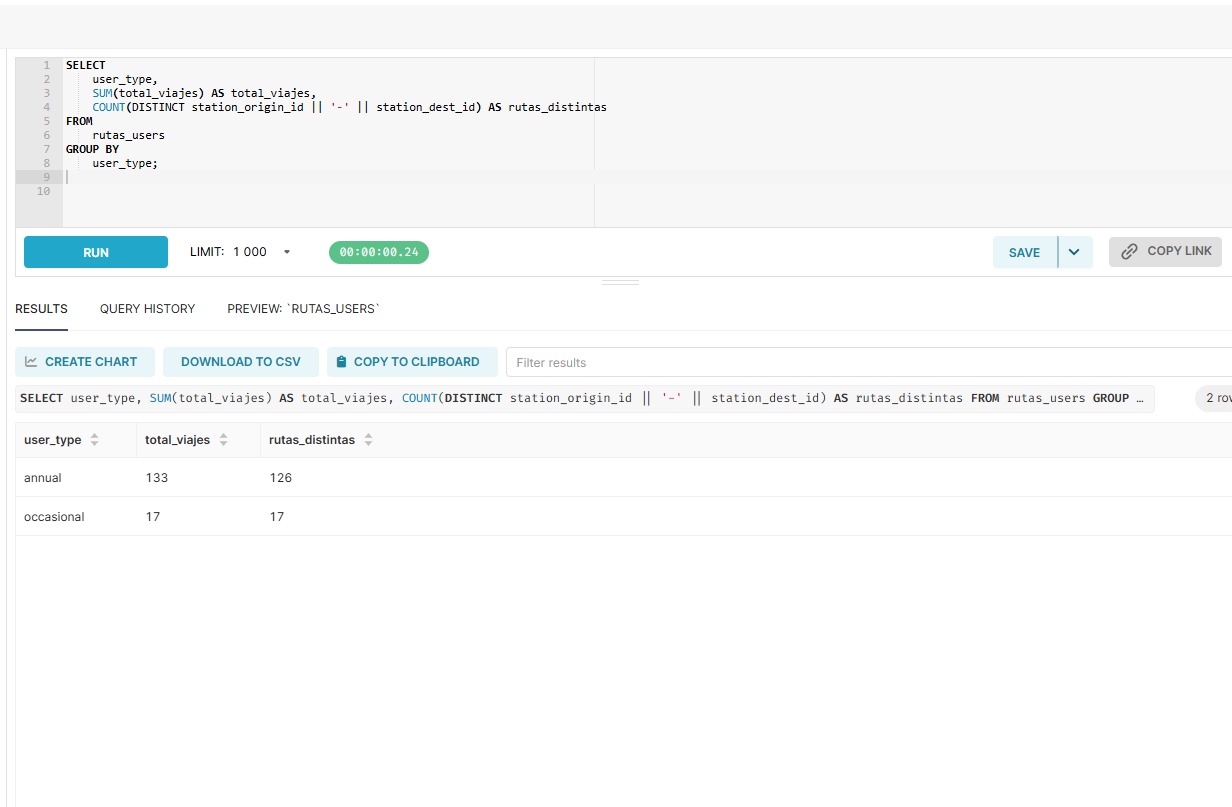 1 SELECT
2 user_type,
3 SUM(total_viajes) AS total_viajes,
4 COUNT(DISTINCT station_origin_id || '-' || station_dest_id) AS rutas_distintas
5 FROM
6 rutas_users
7 GROUP BY
8 user_type;
9
10
RUN LIMIT: 1 000 00:00:00.24 SAVE COPY LINK
RESULTS QUERY HISTORY PREVIEW: `RUTAS_USERS`
CREATE CHART DOWNLOAD TO CSV COPY TO CLIPBOARD Filter results
SELECT user_type, SUM(total_viajes) AS total_viajes, COUNT(DISTINCT station_origin_id || '-' || station_dest_id) AS rutas_distintas FROM rutas_users GROUP … 2 row
user_type total_viajes rutas_distintas
annual 133 126
occasional 17 17